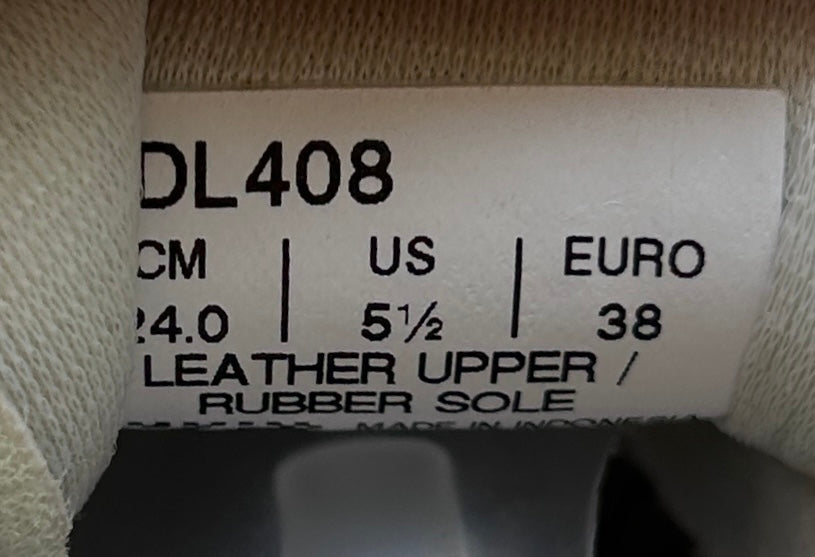 DL408
CM | US | EURO
24.0 | 5½ | 38
LEATHER UPPER /
RUBBER SOLE
MADE IN INDONESIA